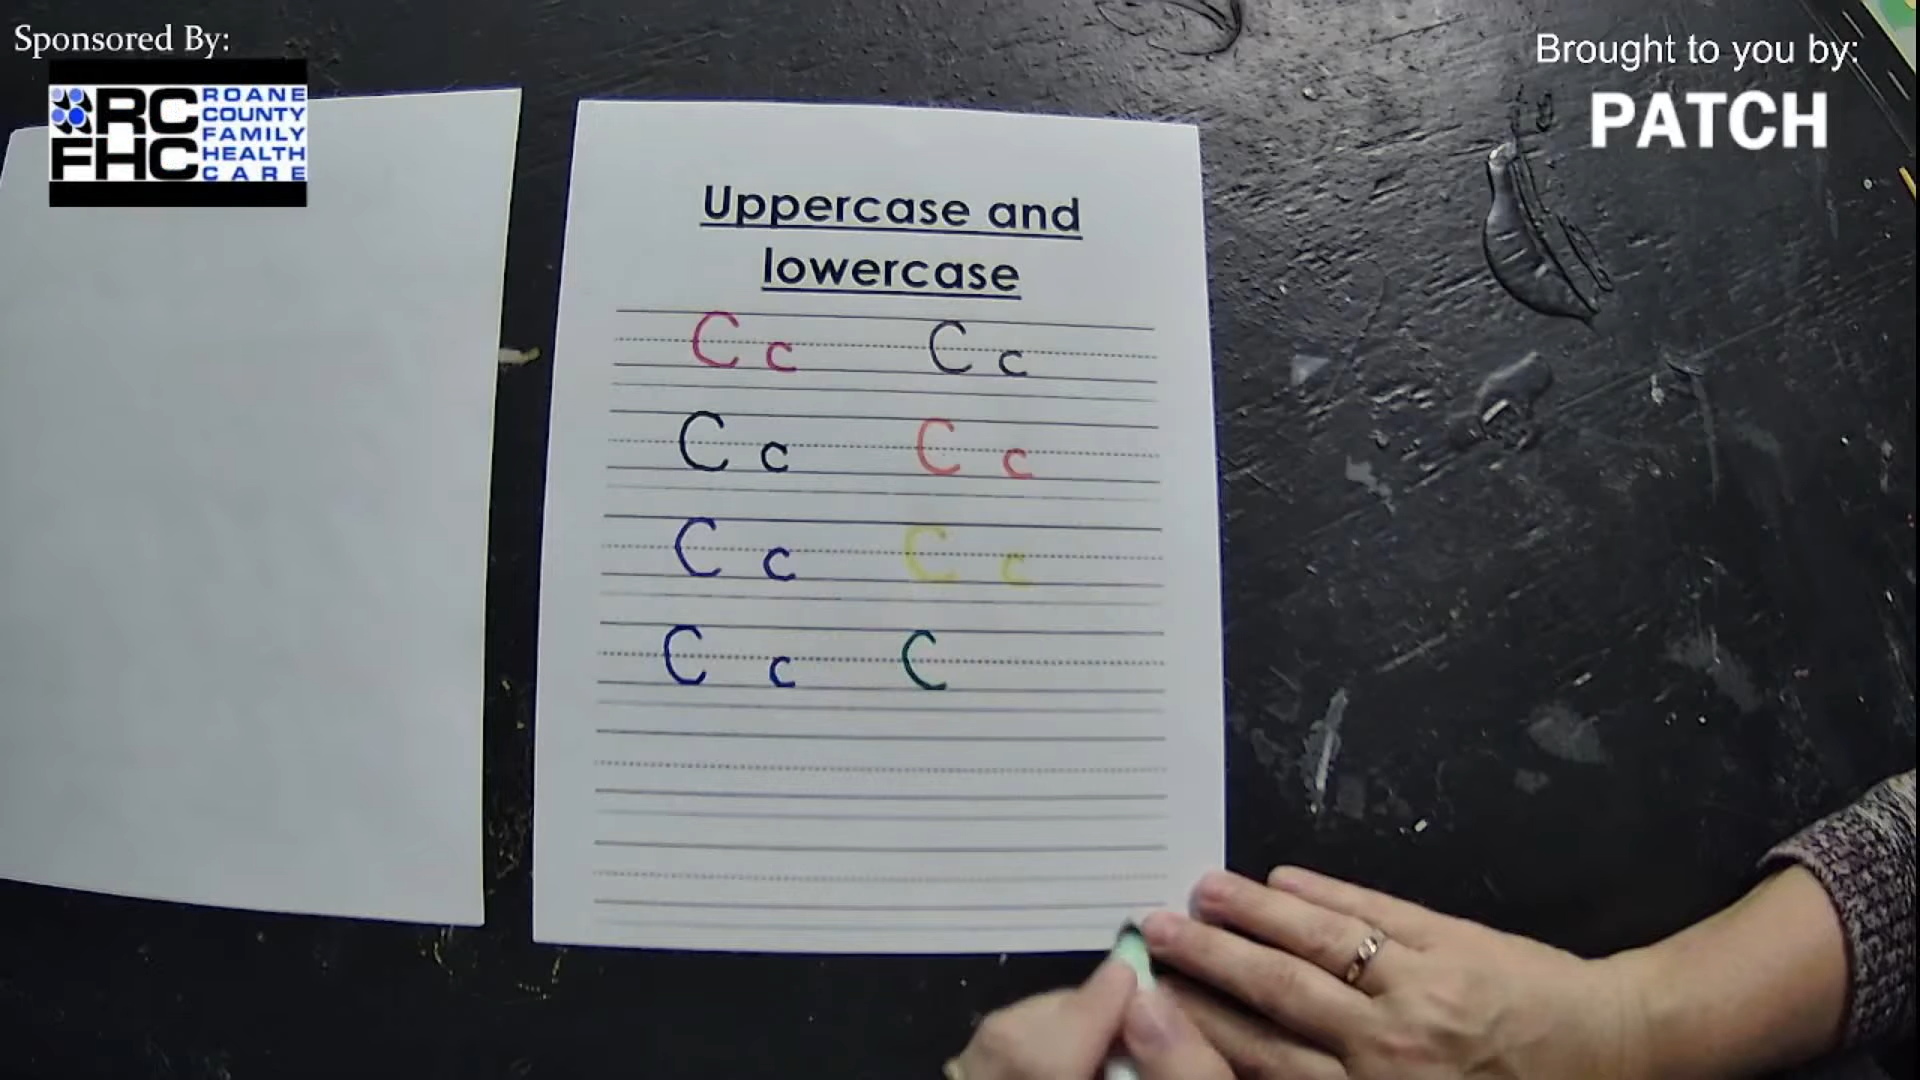 Sponsored By:
RC
FHC
ROANE
COUNTY
FAMILY
HEALTH
CARE
Brought to you by:
PATCH
Uppercase and
lowercase
C c C c
C c C c
C c C c
C c C